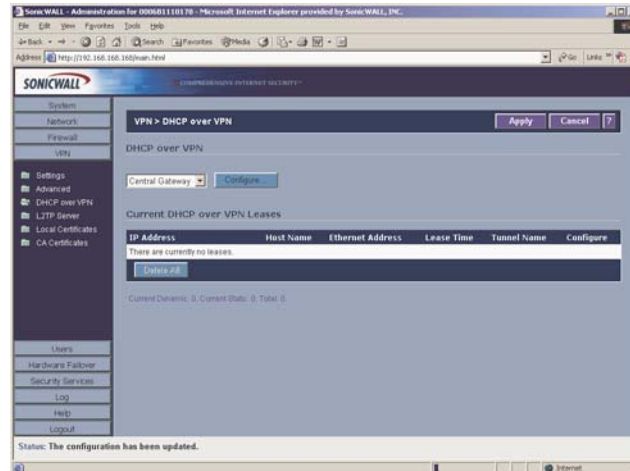 SonicWALL - Administration for 000681110178 - Microsoft Internet Explorer provided by SonicWALL, INC.
File Edit View Favorites Tools Help
Back Search Favorites Media
Address http://192.168.168.168/main.html Go Links
SONICWALL COMPREHENSIVE INTERNET SECURITY
System
Network
Firewall
VPN
Settings
Advanced
DHCP over VPN
L2TP Server
Local Certificates
CA Certificates
Users
Hardware Failover
Security Services
Log
Help
Logout
VPN > DHCP over VPN Apply Cancel ?
DHCP over VPN
Central Gateway Configure...
Current DHCP over VPN Leases
IP Address Host Name Ethernet Address Lease Time Tunnel Name Configure
There are currently no leases.
Delete All
Current Dynamic: 0, Current Static: 0, Total: 0
Status: The configuration has been updated.
Internet